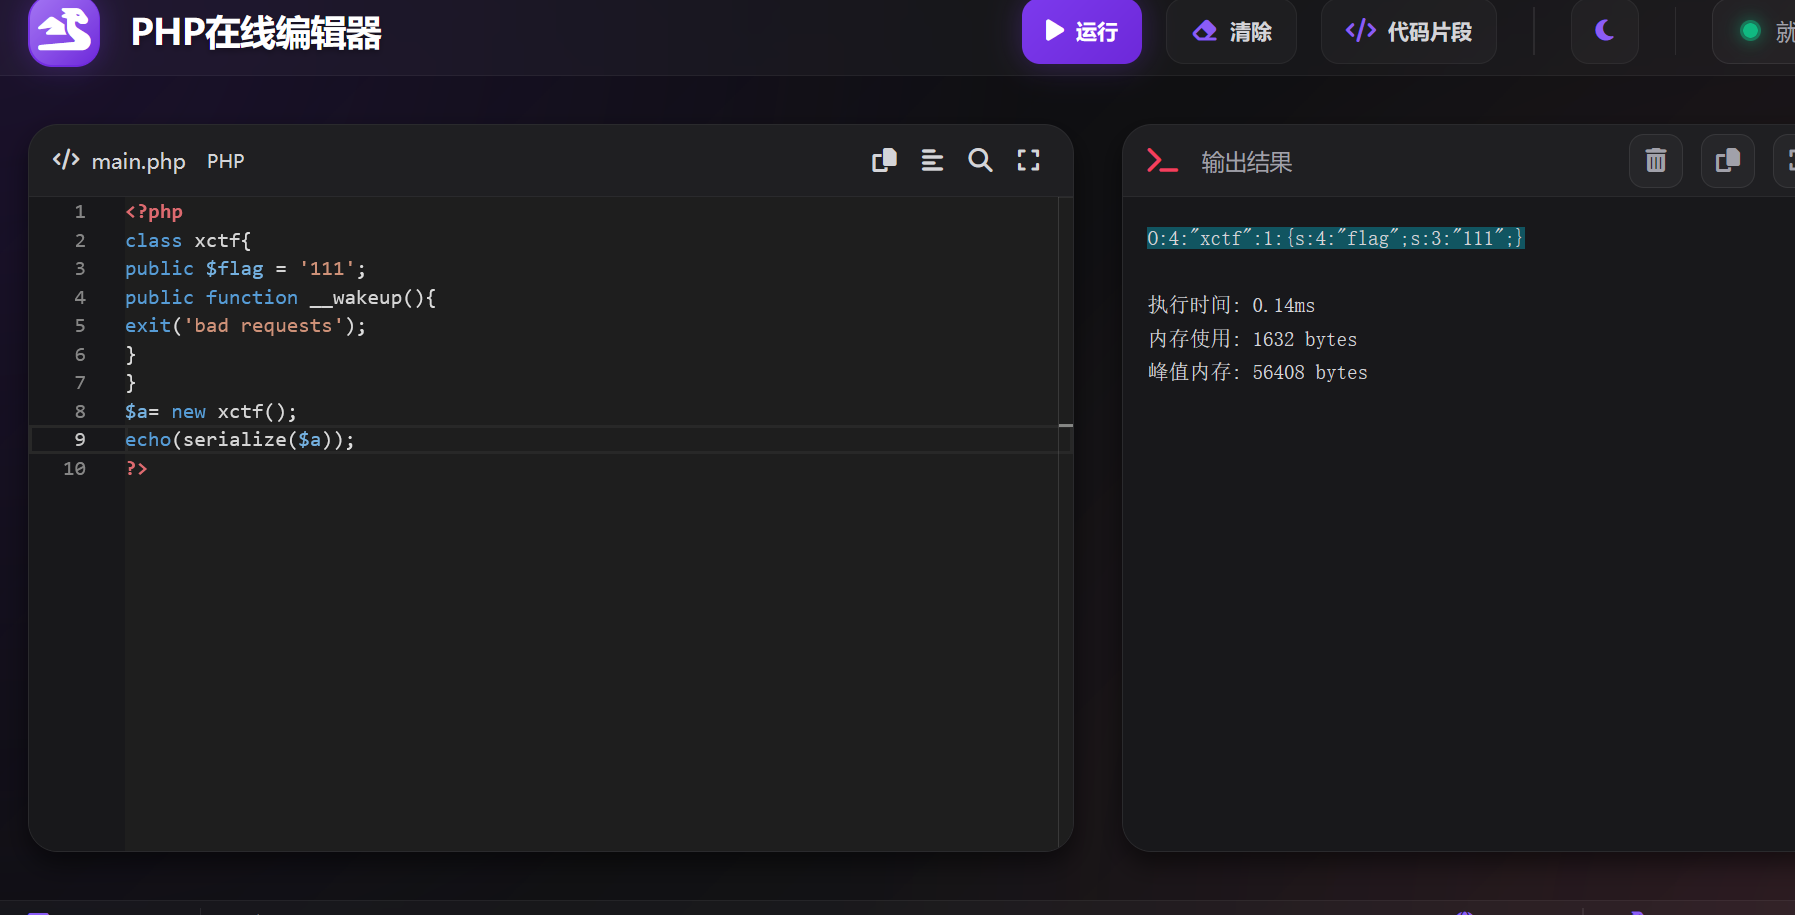 PHP在线编辑器
运行
清除
代码片段
就
main.php PHP
1 <?php
2 class xctf{
3 public $flag = '111';
4 public function __wakeup(){
5 exit('bad requests');
6 }
7 }
8 $a= new xctf();
9 echo(serialize($a));
10 ?>
输出结果
O:4:"xctf":1:{s:4:"flag";s:3:"111";}
执行时间: 0.14ms
内存使用: 1632 bytes
峰值内存: 56408 bytes